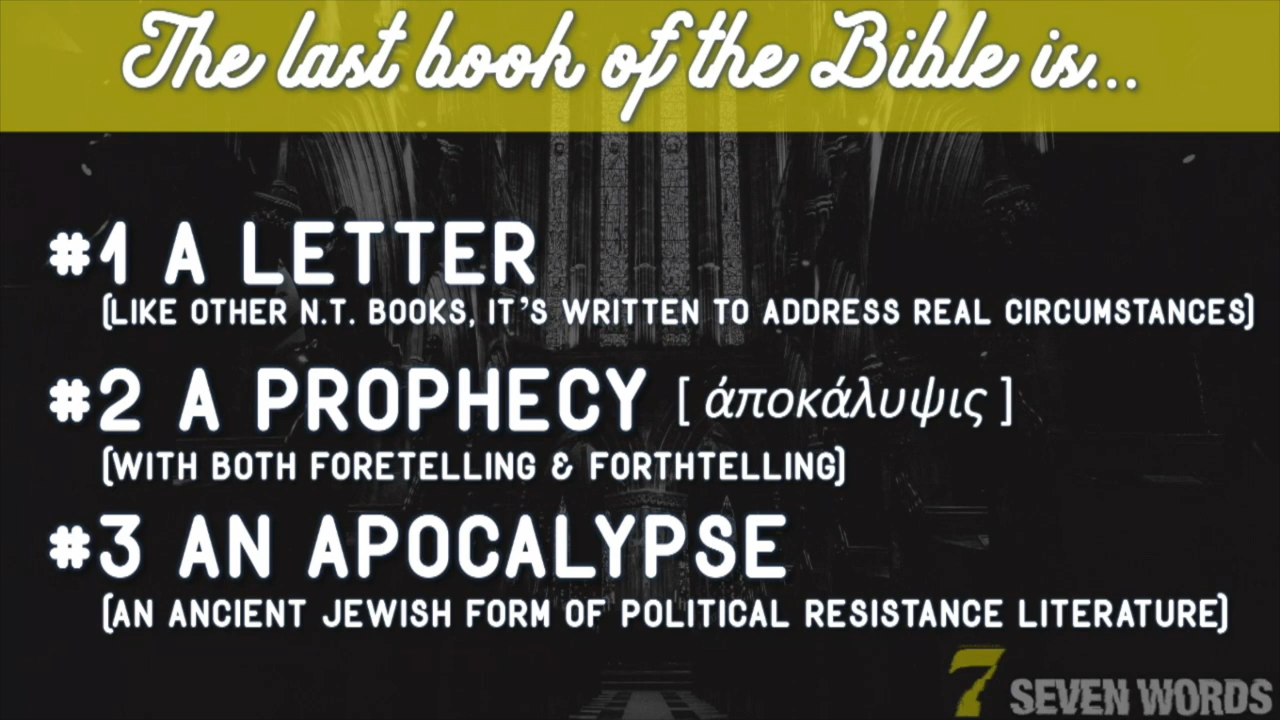 The last book of the Bible is...
#1 A LETTER
(LIKE OTHER N.T. BOOKS, IT'S WRITTEN TO ADDRESS REAL CIRCUMSTANCES)
#2 A PROPHECY [ άποκάλυψις ]
(WITH BOTH FORETELLING & FORTHTELLING)
#3 AN APOCALYPSE
(AN ANCIENT JEWISH FORM OF POLITICAL RESISTANCE LITERATURE)
7 SEVEN WORDS